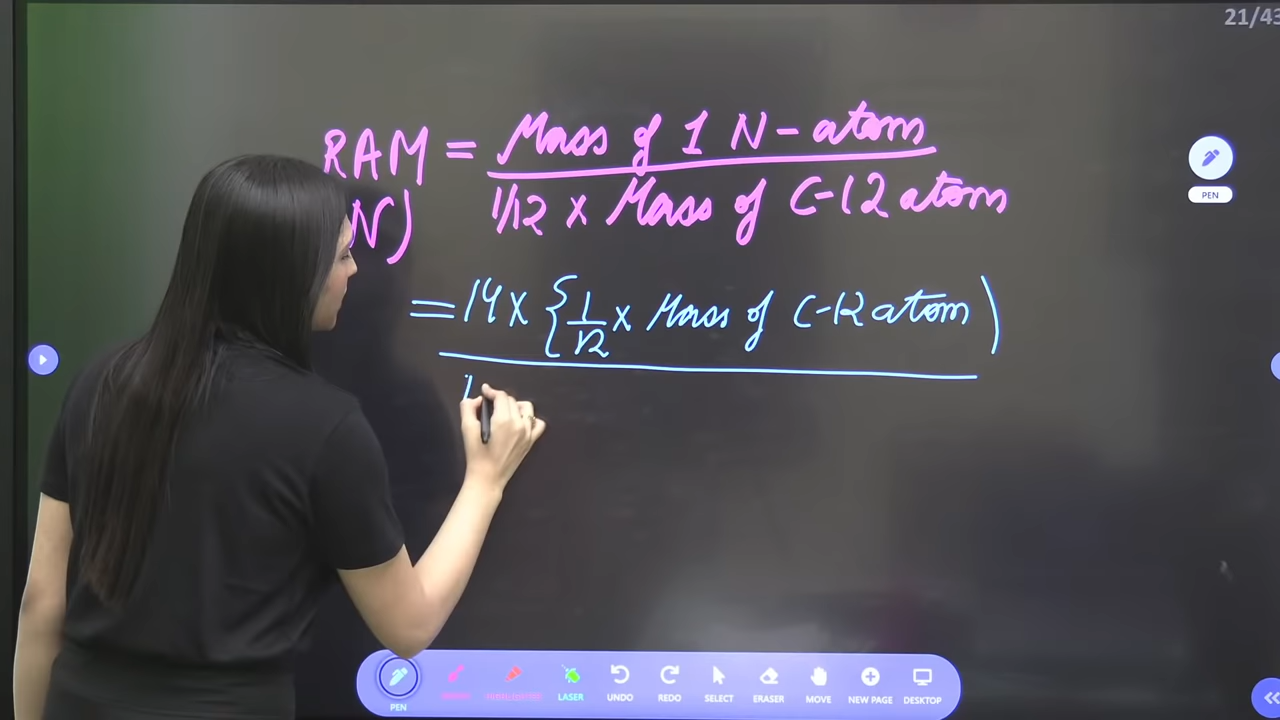 21/43
RAM = Mass of 1 N-atom
N) 1/12 x Mass of C-12 atom
PEN
= 14 x {1/12 x Mass of C-12 atom)
1
PEN
LASER
UNDO
REDO
SELECT
ERASER
MOVE
NEW PAGE
DESKTOP